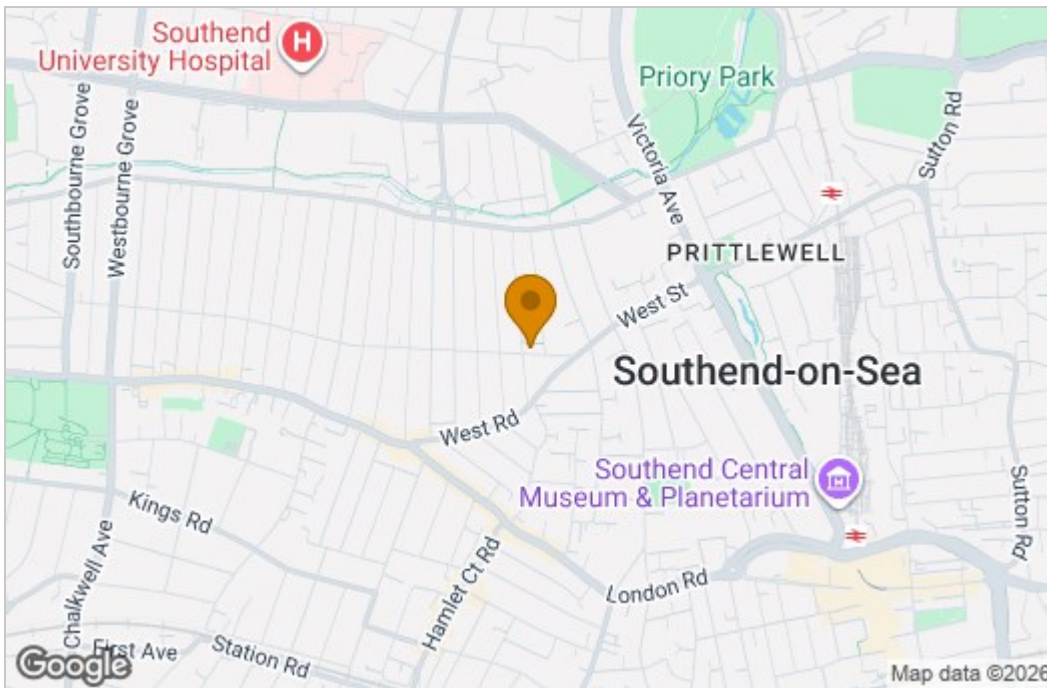 Southend
University Hospital
H
Priory Park
Sutton Rd
Southbourne Grove
Westbourne Grove
Victoria Ave
PRITTLEWELL
West St
Southend-on-Sea
West Rd
Southend Central
Museum & Planetarium
Kings Rd
Sutton Rd
Chalkwell Ave
Hamlet Ct Rd
London Rd
First Ave
Station Rd
Google
Map data ©2026